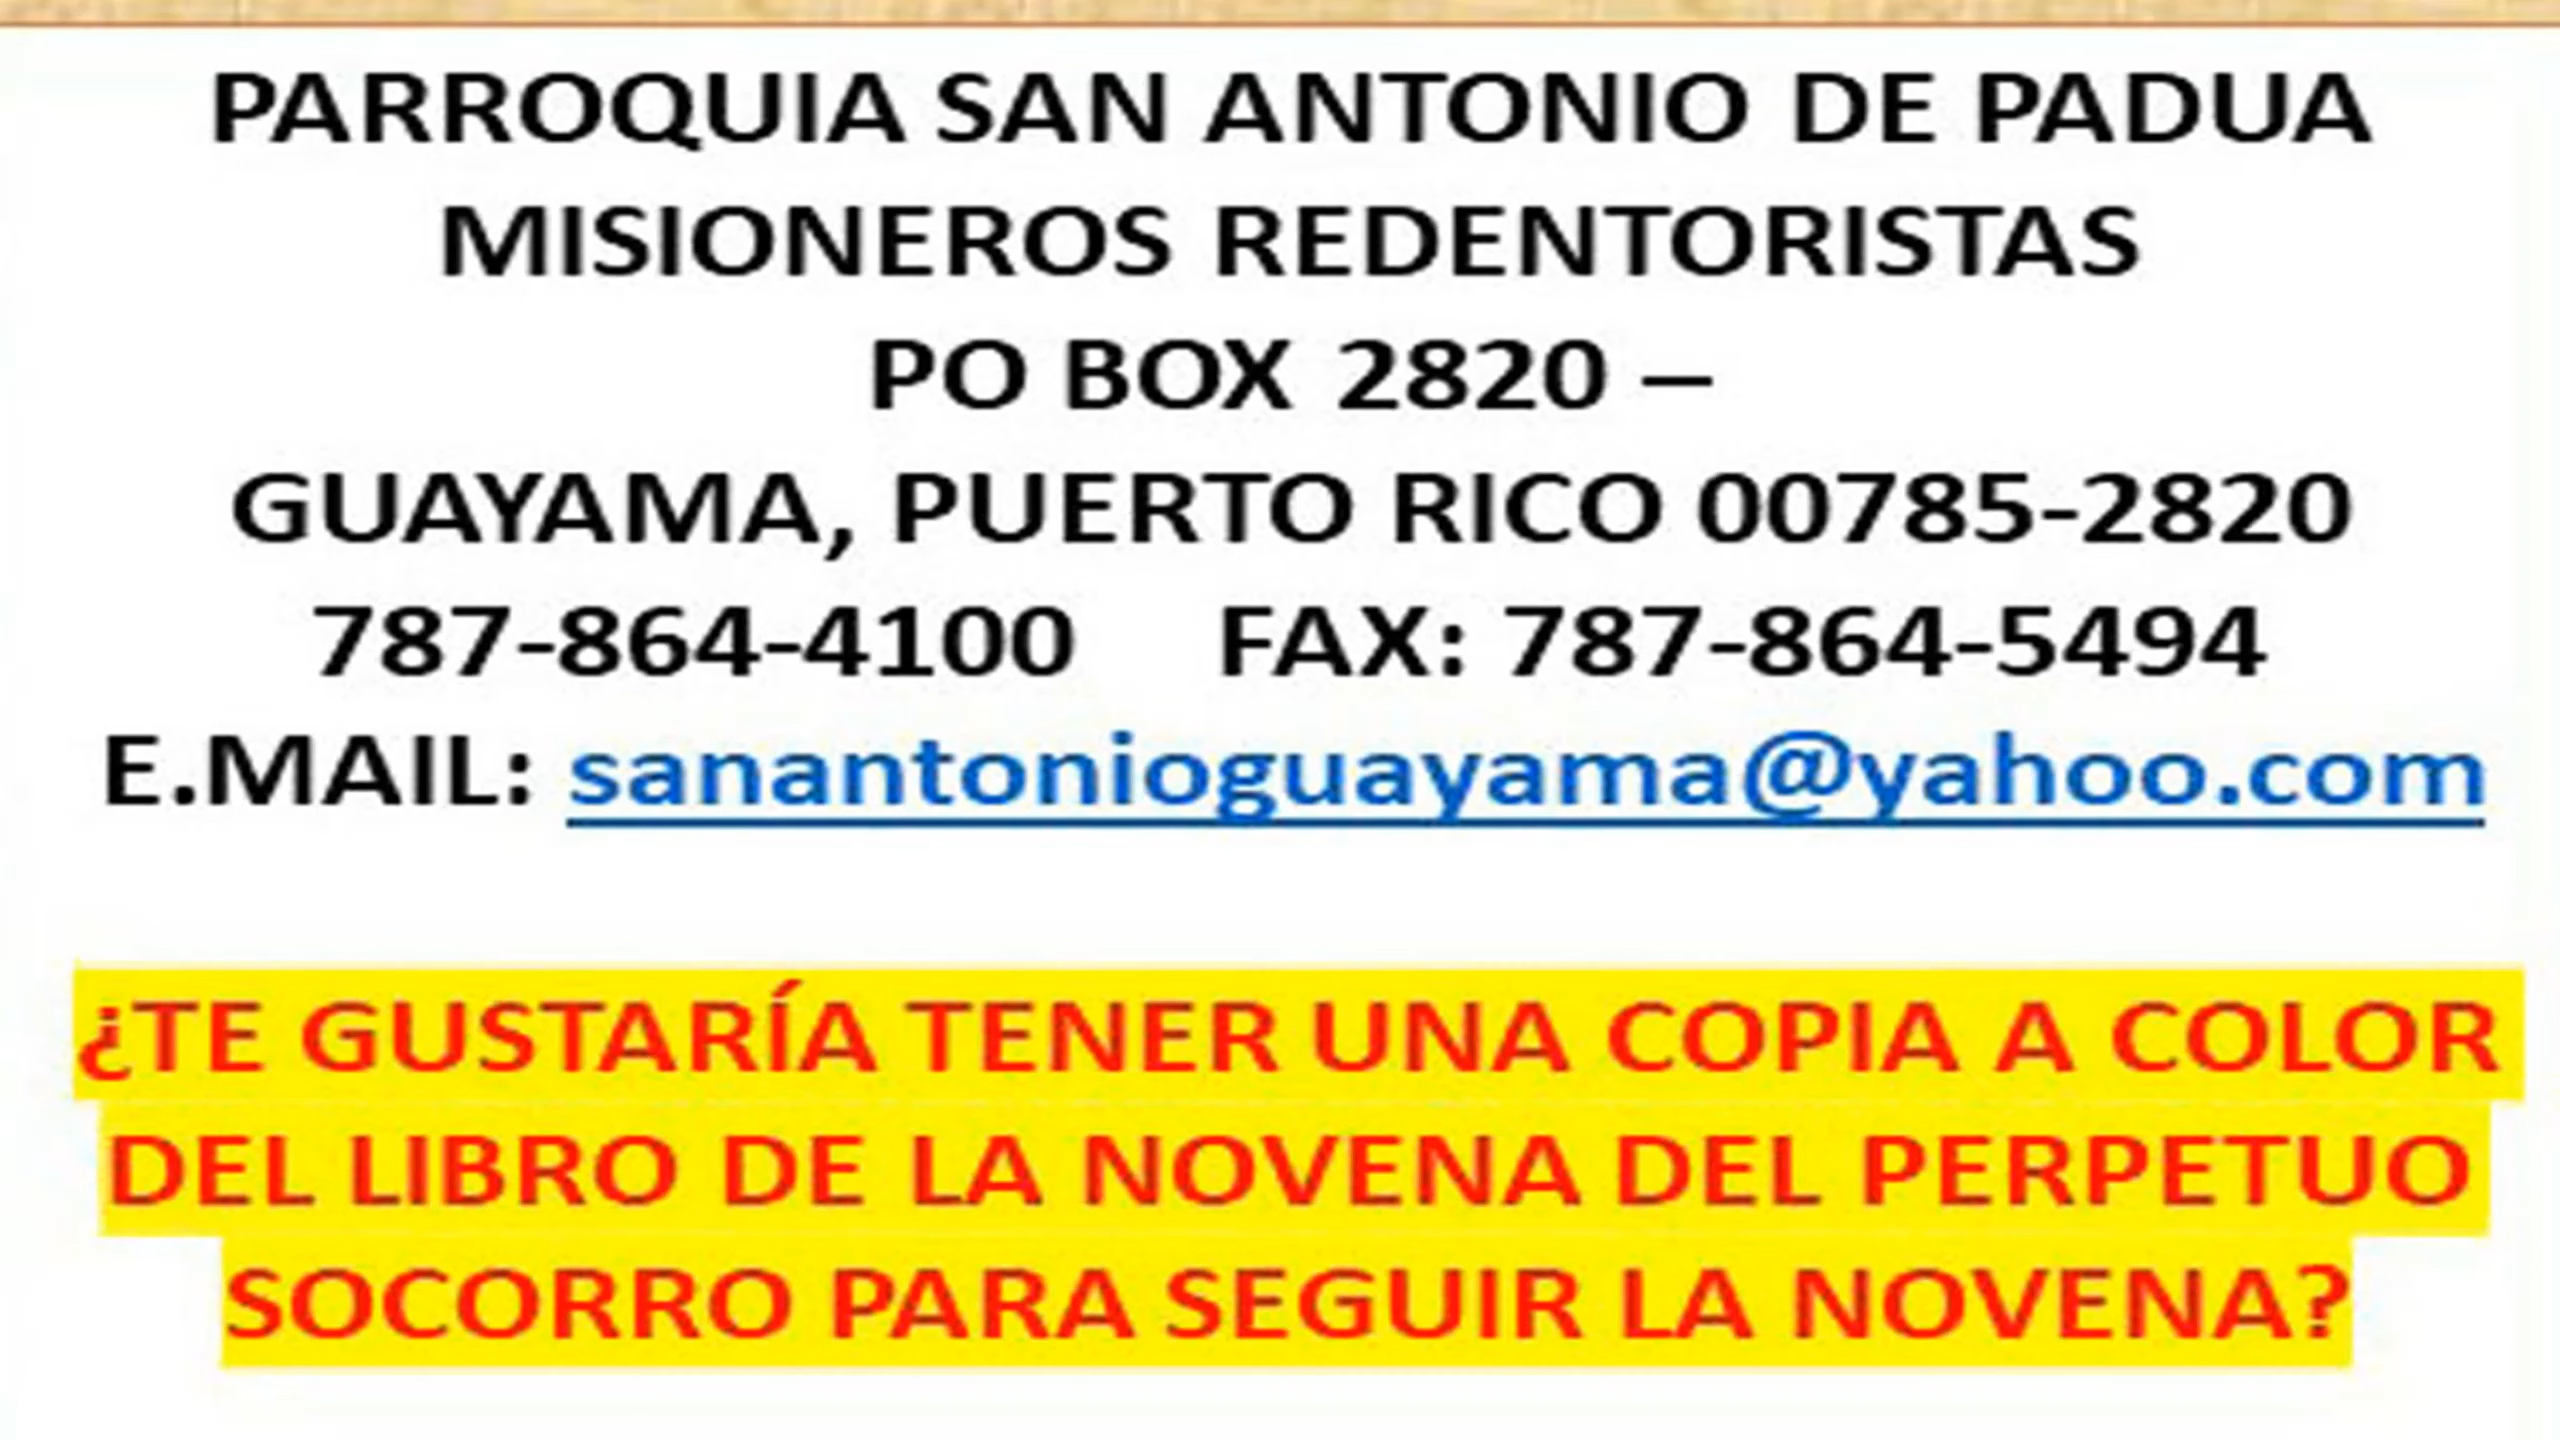 PARROQUIA SAN ANTONIO DE PADUA
MISIONEROS REDENTORISTAS
PO BOX 2820 –
GUAYAMA, PUERTO RICO 00785-2820
787-864-4100 FAX: 787-864-5494
E.MAIL: sanantonioguayama@yahoo.com
¿TE GUSTARÍA TENER UNA COPIA A COLOR
DEL LIBRO DE LA NOVENA DEL PERPETUO
SOCORRO PARA SEGUIR LA NOVENA?